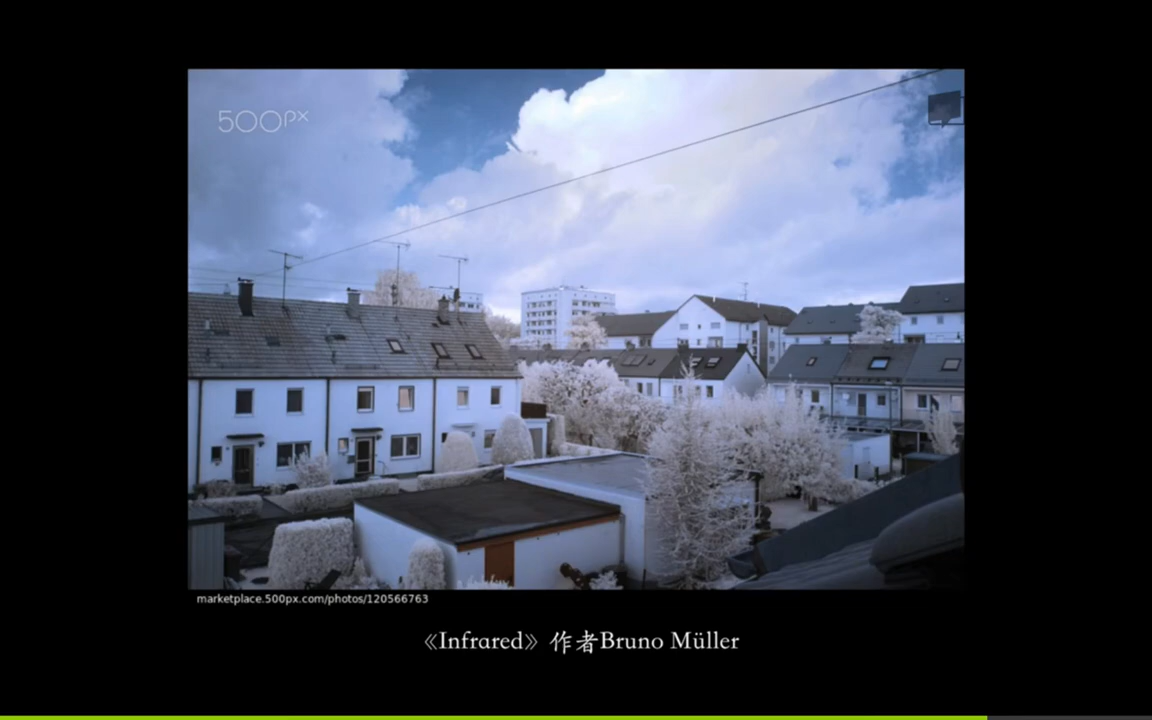 500px
marketplace.500px.com/photos/120566763
《Infrared》作者Bruno Müller